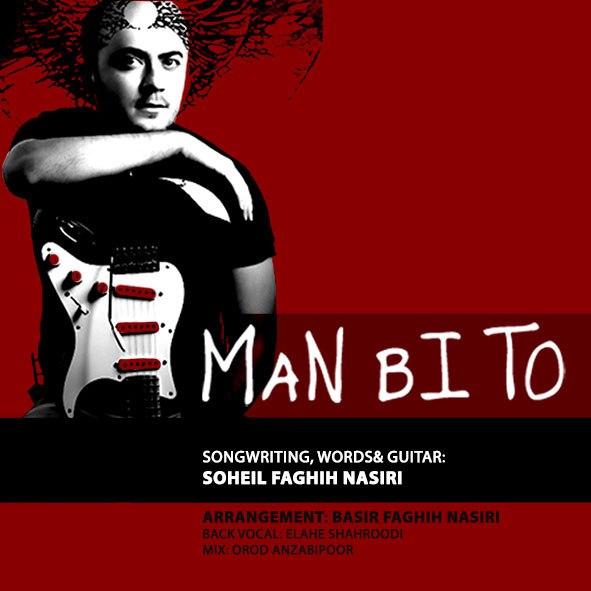 MAN BI TO
SONGWRITING, WORDS& GUITAR:
SOHEIL FAGHIH NASIRI
ARRANGEMENT: BASIR FAGHIH NASIRI
BACK VOCAL: ELAHE SHAHROODI
MIX: OROD ANZABIPOOR